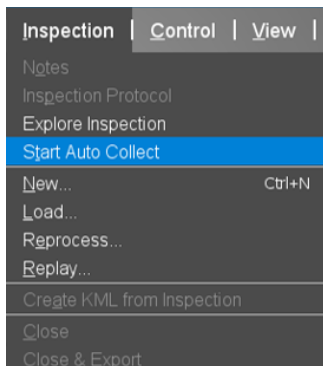 Inspection | Control | View |
Notes
Inspection Protocol
Explore Inspection
Start Auto Collect
New... Ctrl+N
Load...
Reprocess...
Replay...
Create KML from Inspection
Close
Close & Export